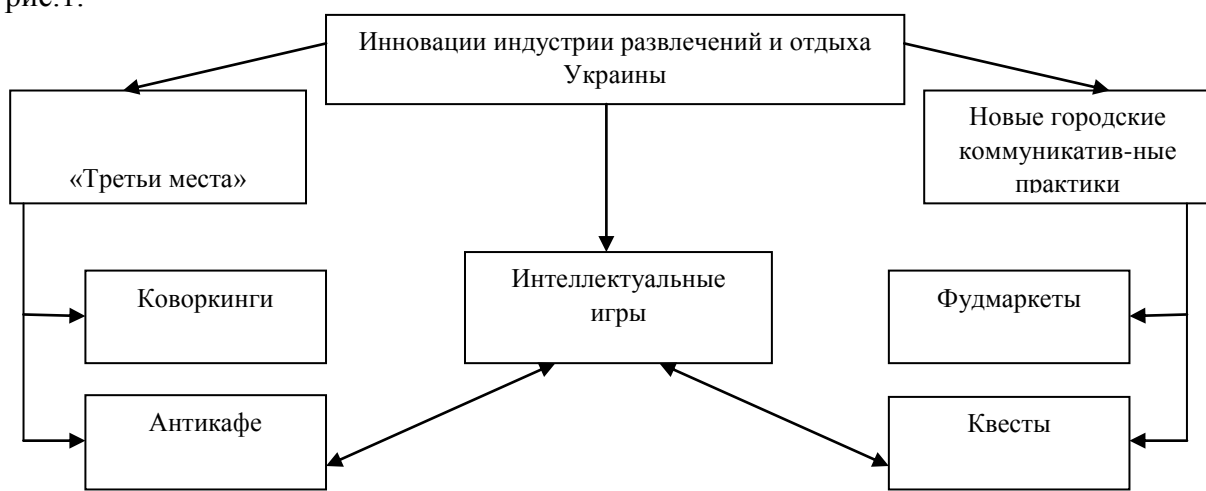 рис.1.
Инновации индустрии развлечений и отдыха
Украины
«Третьи места»
Новые городские
коммуникатив-ные
практики
Коворкинги
Интеллектуальные
игры
Фудмаркеты
Антикафе
Квесты